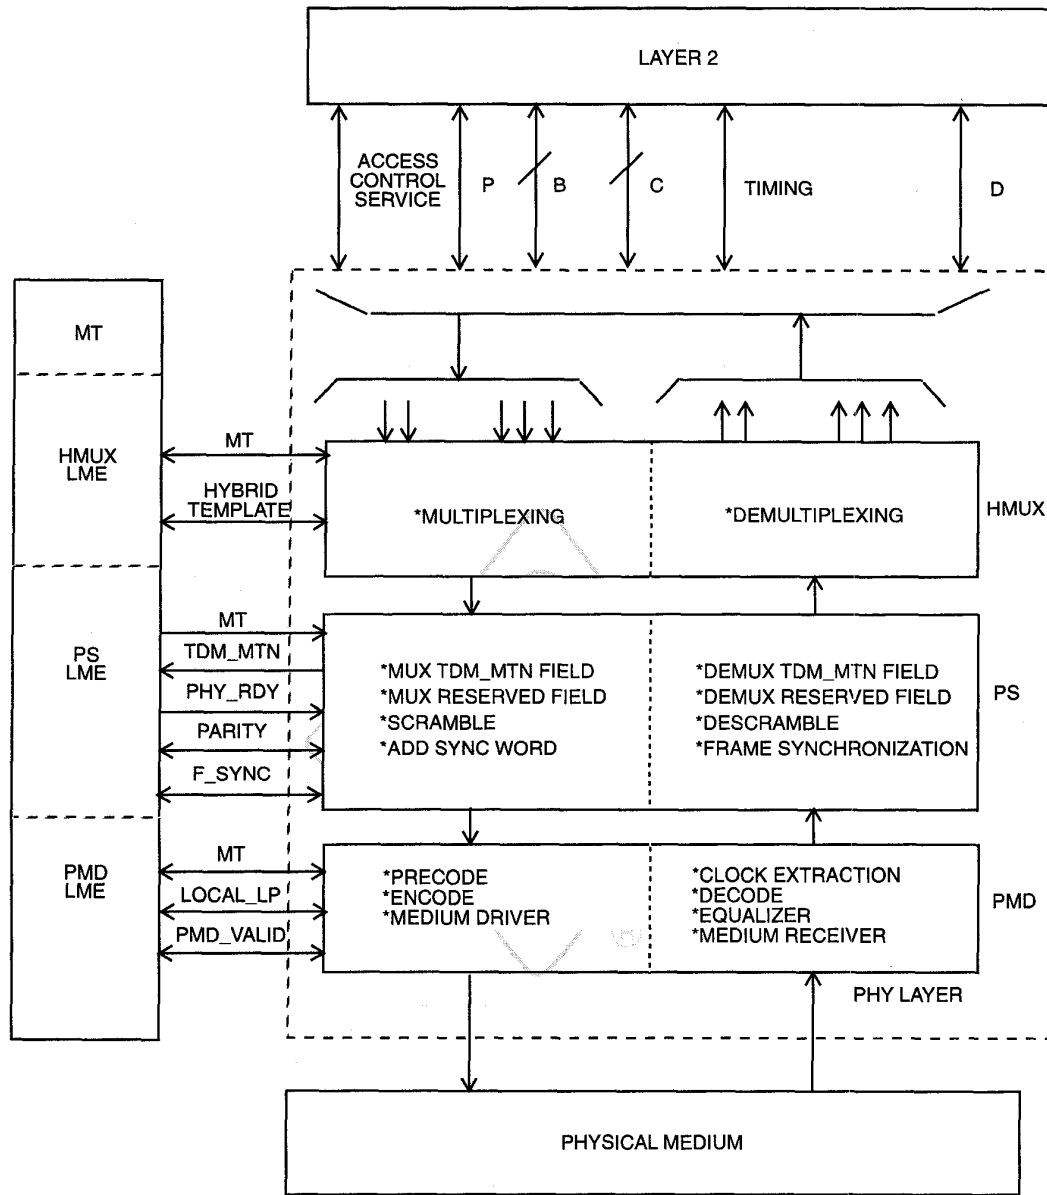 LAYER 2
ACCESS
CONTROL
SERVICE
P
B
C
TIMING
D
MT
HMUX
LME
MT
HYBRID
TEMPLATE
*MULTIPLEXING
*DEMULTIPLEXING
HMUX
PS
LME
MT
TDM_MTN
PHY_RDY
PARITY
F_SYNC
*MUX TDM_MTN FIELD
*MUX RESERVED FIELD
*SCRAMBLE
*ADD SYNC WORD
*DEMUX TDM_MTN FIELD
*DEMUX RESERVED FIELD
*DESCRAMBLE
*FRAME SYNCHRONIZATION
PS
PMD
LME
MT
LOCAL_LP
PMD_VALID
*PRECODE
*ENCODE
*MEDIUM DRIVER
*CLOCK EXTRACTION
*DECODE
*EQUALIZER
*MEDIUM RECEIVER
PMD
®
PHY LAYER
PHYSICAL MEDIUM